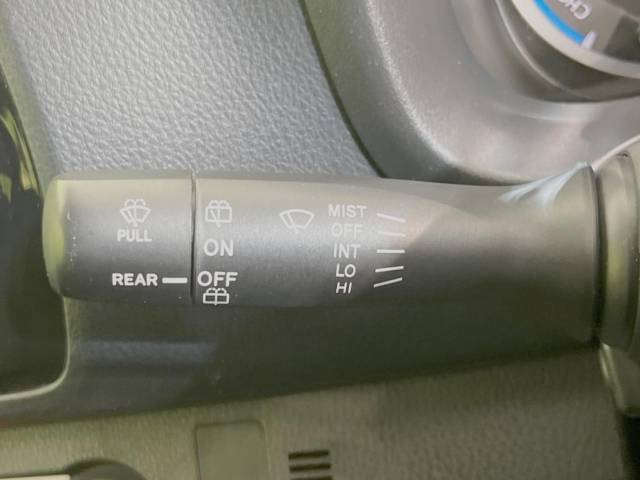 PULL
REAR
ON
OFF
MIST
OFF
INT
LO
HI